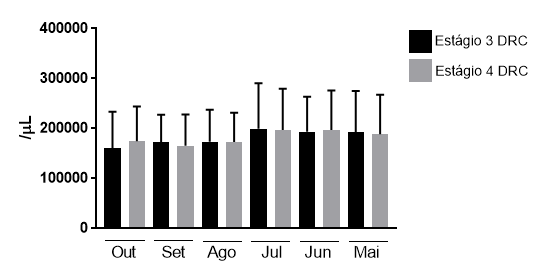 400000
300000
200000
100000
0
/µL
Out Set Ago Jul Jun Mai
Estágio 3 DRC
Estágio 4 DRC